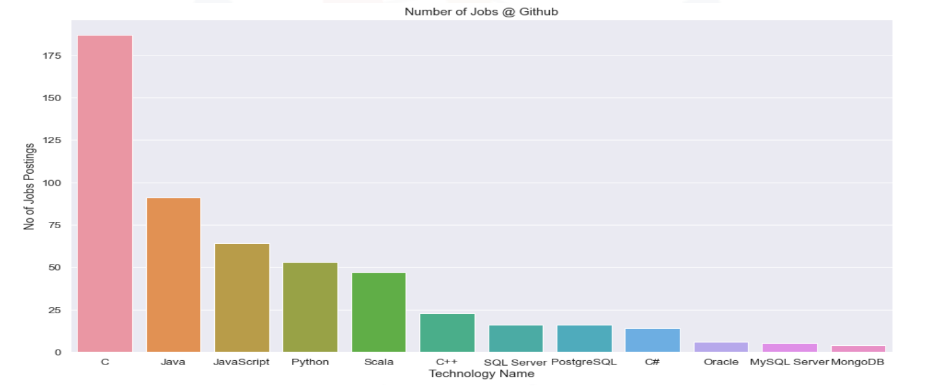 Number of Jobs @ Github
No of Jobs Postings
175
150
125
100
75
50
25
0
C Java JavaScript Python Scala C++ SQL Server PostgreSQL C# Oracle MySQL Server MongoDB
Technology Name